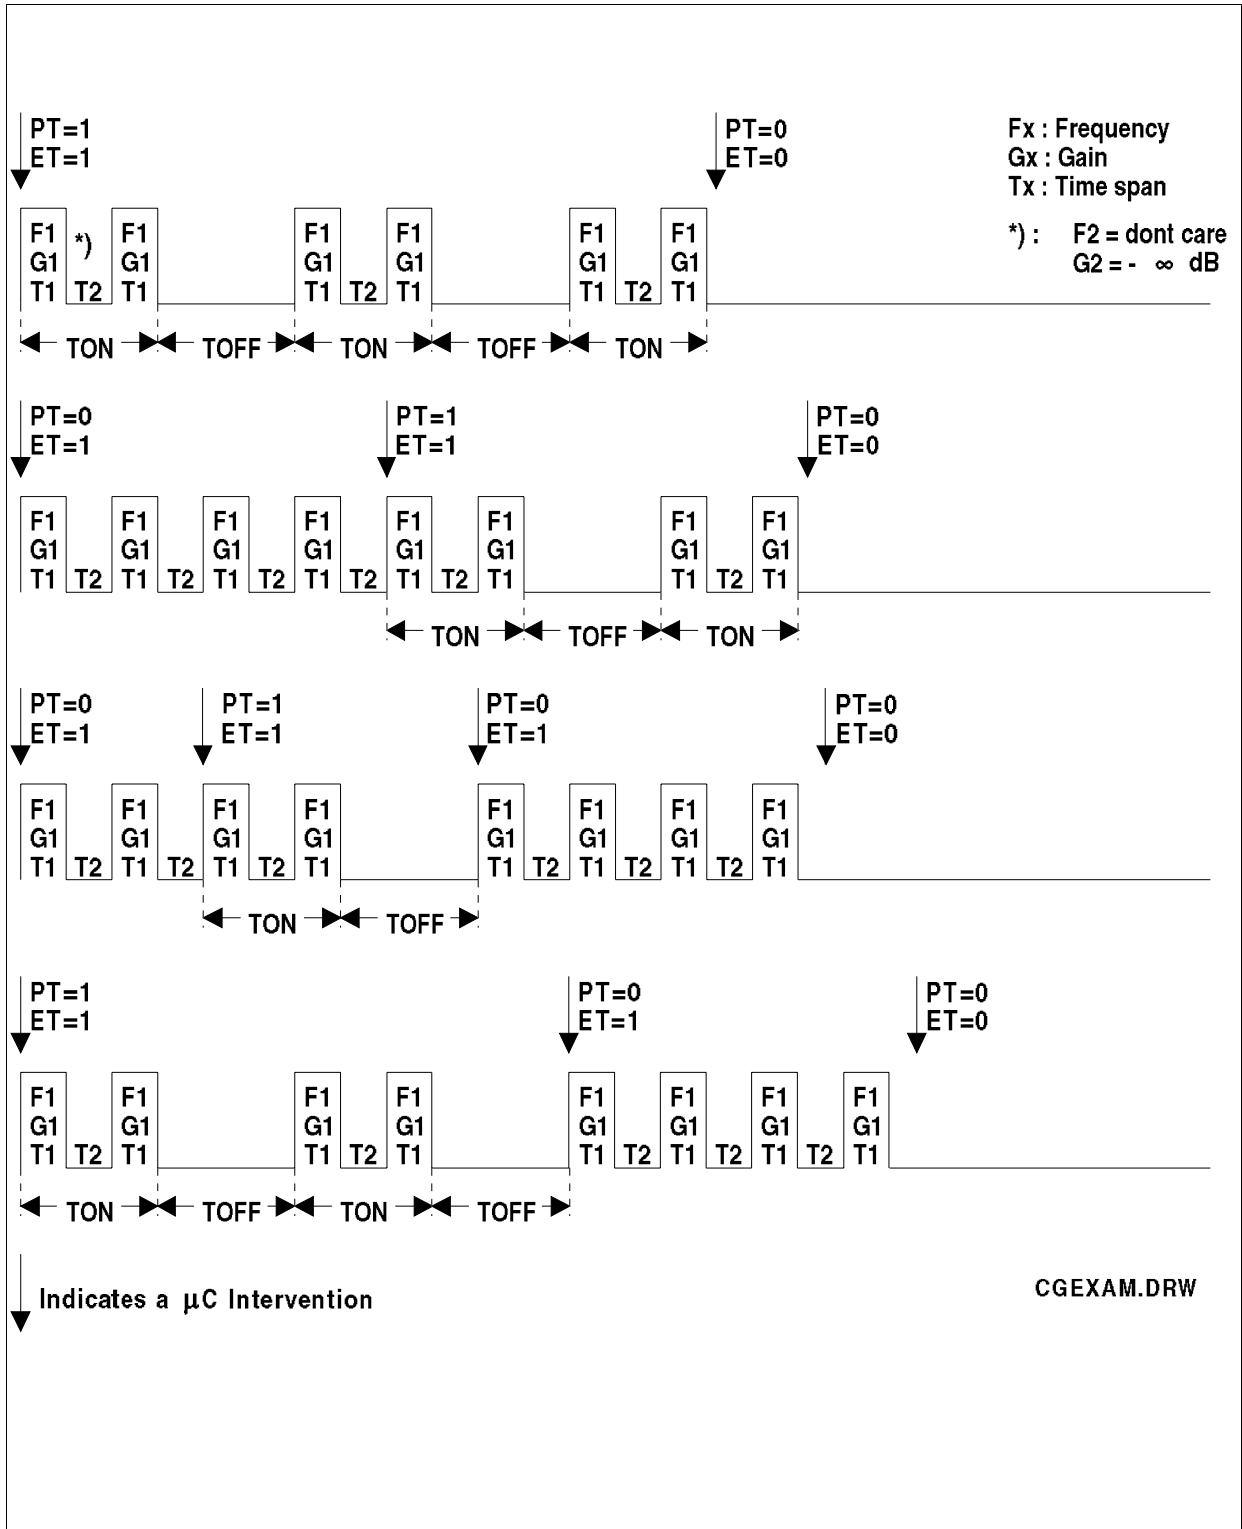 PT=1 PT=0 Fx : Frequency
ET=1 ET=0 Gx : Gain
Tx : Time span
F1 *) F1 F1 F1 F1 F1 *) : F2 = dont care
G1 G1 G1 G1 G1 G1 G2 = - ∞ dB
T1 T2 T1 T1 T2 T1 T1 T2 T1
TON TOFF TON TOFF TON
PT=0 PT=1 PT=0
ET=1 ET=1 ET=0
F1 F1 F1 F1 F1 F1 F1 F1
G1 G1 G1 G1 G1 G1 G1 G1
T1 T2 T1 T2 T1 T2 T1 T2 T1 T2 T1 T1 T2 T1
TON TOFF TON
PT=0 PT=1 PT=0 PT=0
ET=1 ET=1 ET=1 ET=0
F1 F1 F1 F1 F1 F1 F1 F1
G1 G1 G1 G1 G1 G1 G1 G1
T1 T2 T1 T2 T1 T2 T1 T1 T2 T1 T2 T1 T2 T1
TON TOFF
PT=1 PT=0 PT=0
ET=1 ET=1 ET=0
F1 F1 F1 F1 F1 F1 F1 F1
G1 G1 G1 G1 G1 G1 G1 G1
T1 T2 T1 T1 T2 T1 T1 T2 T1 T2 T1 T2 T1
TON TOFF TON TOFF
Indicates a μC Intervention
CGEXAM.DRW